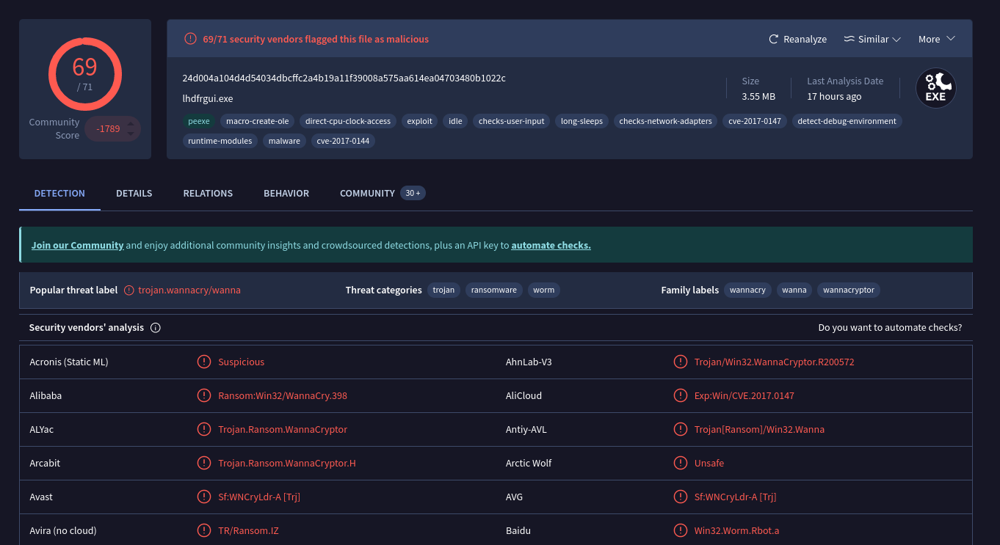 69
/ 71
Community
Score
-1789
69/71 security vendors flagged this file as malicious
Reanalyze
Similar
More
24d004a104d4d54034dbcffc2a4b19a11f39008a575aa614ea04703480b1022c
lhdfrgui.exe
Size
3.55 MB
Last Analysis Date
17 hours ago
EXE
peexe macro-create-ole direct-cpu-clock-access exploit idle checks-user-input long-sleeps checks-network-adapters cve-2017-0147 detect-debug-environment
runtime-modules malware cve-2017-0144
DETECTION DETAILS RELATIONS BEHAVIOR COMMUNITY 30 +
Join our Community and enjoy additional community insights and crowdsourced detections, plus an API key to automate checks.
Popular threat label trojan.wannacry/wanna Threat categories trojan ransomware worm Family labels wannacry wanna wannacryptor
Security vendors' analysis Do you want to automate checks?
Acronis (Static ML) Suspicious AhnLab-V3 Trojan/Win32.WannaCryptor.R200572
Alibaba Ransom:Win32/WannaCry.398 AliCloud Exp:Win/CVE.2017.0147
ALYac Trojan.Ransom.WannaCryptor Antiy-AVL Trojan[Ransom]/Win32.Wanna
Arcabit Trojan.Ransom.WannaCryptor.H Arctic Wolf Unsafe
Avast Sf:WNCryLdr-A [Trj] AVG Sf:WNCryLdr-A [Trj]
Avira (no cloud) TR/Ransom.IZ Baidu Win32.Worm.Rbot.a